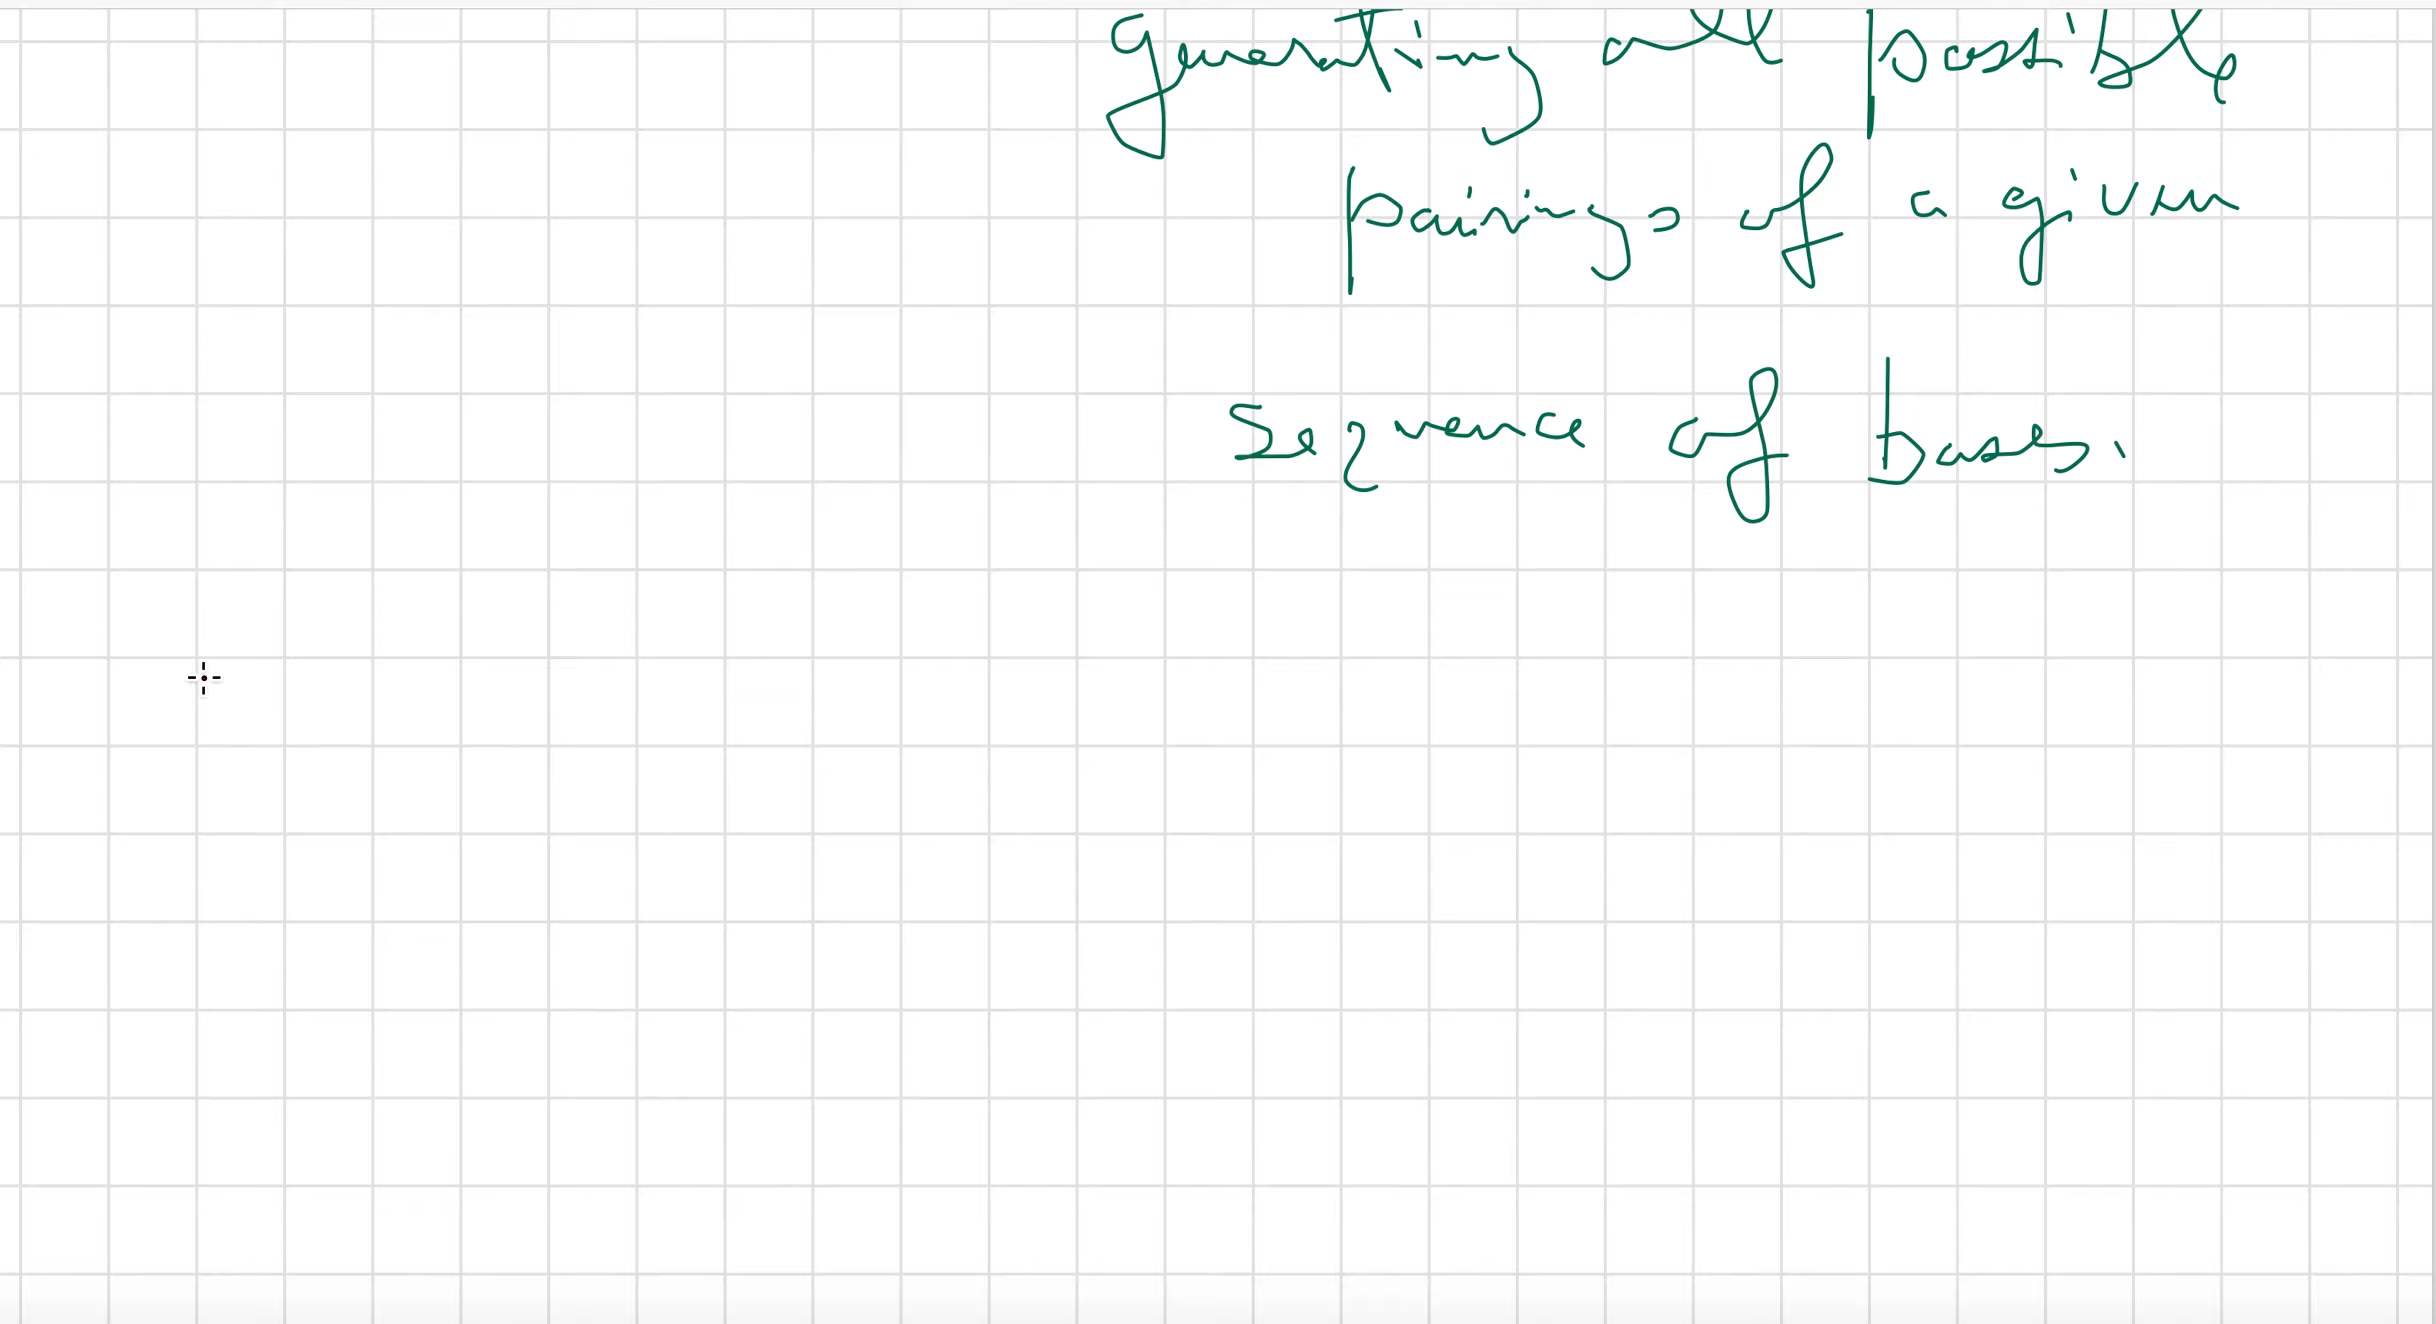 generating all possible
pairings of a given
sequence of bases.